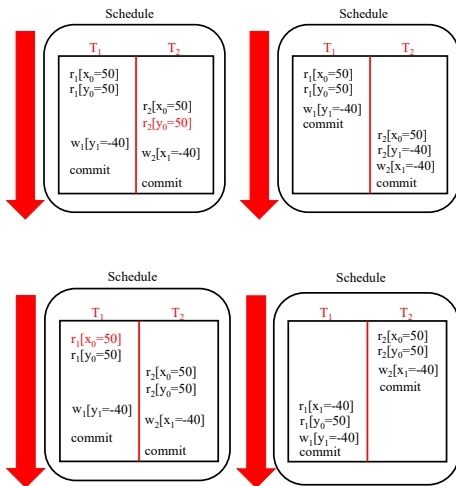 Schedule
T₁ T₂
r₁[x₀=50]
r₁[y₀=50]
r₂[x₀=50]
r₂[y₀=50]
w₁[y₁=-40]
w₂[x₁=-40]
commit
commit
Schedule
T₁ T₂
r₁[x₀=50]
r₁[y₀=50]
w₁[y₁=-40]
commit
r₂[x₀=50]
r₂[y₁=-40]
w₂[x₁=-40]
commit
Schedule
T₁ T₂
r₁[x₀=50]
r₁[y₀=50]
r₂[x₀=50]
r₂[y₀=50]
w₁[y₁=-40]
w₂[x₁=-40]
commit
commit
Schedule
T₁ T₂
r₂[x₀=50]
r₂[y₀=50]
w₂[x₁=-40]
commit
r₁[x₁=-40]
r₁[y₀=50]
w₁[y₁=-40]
commit